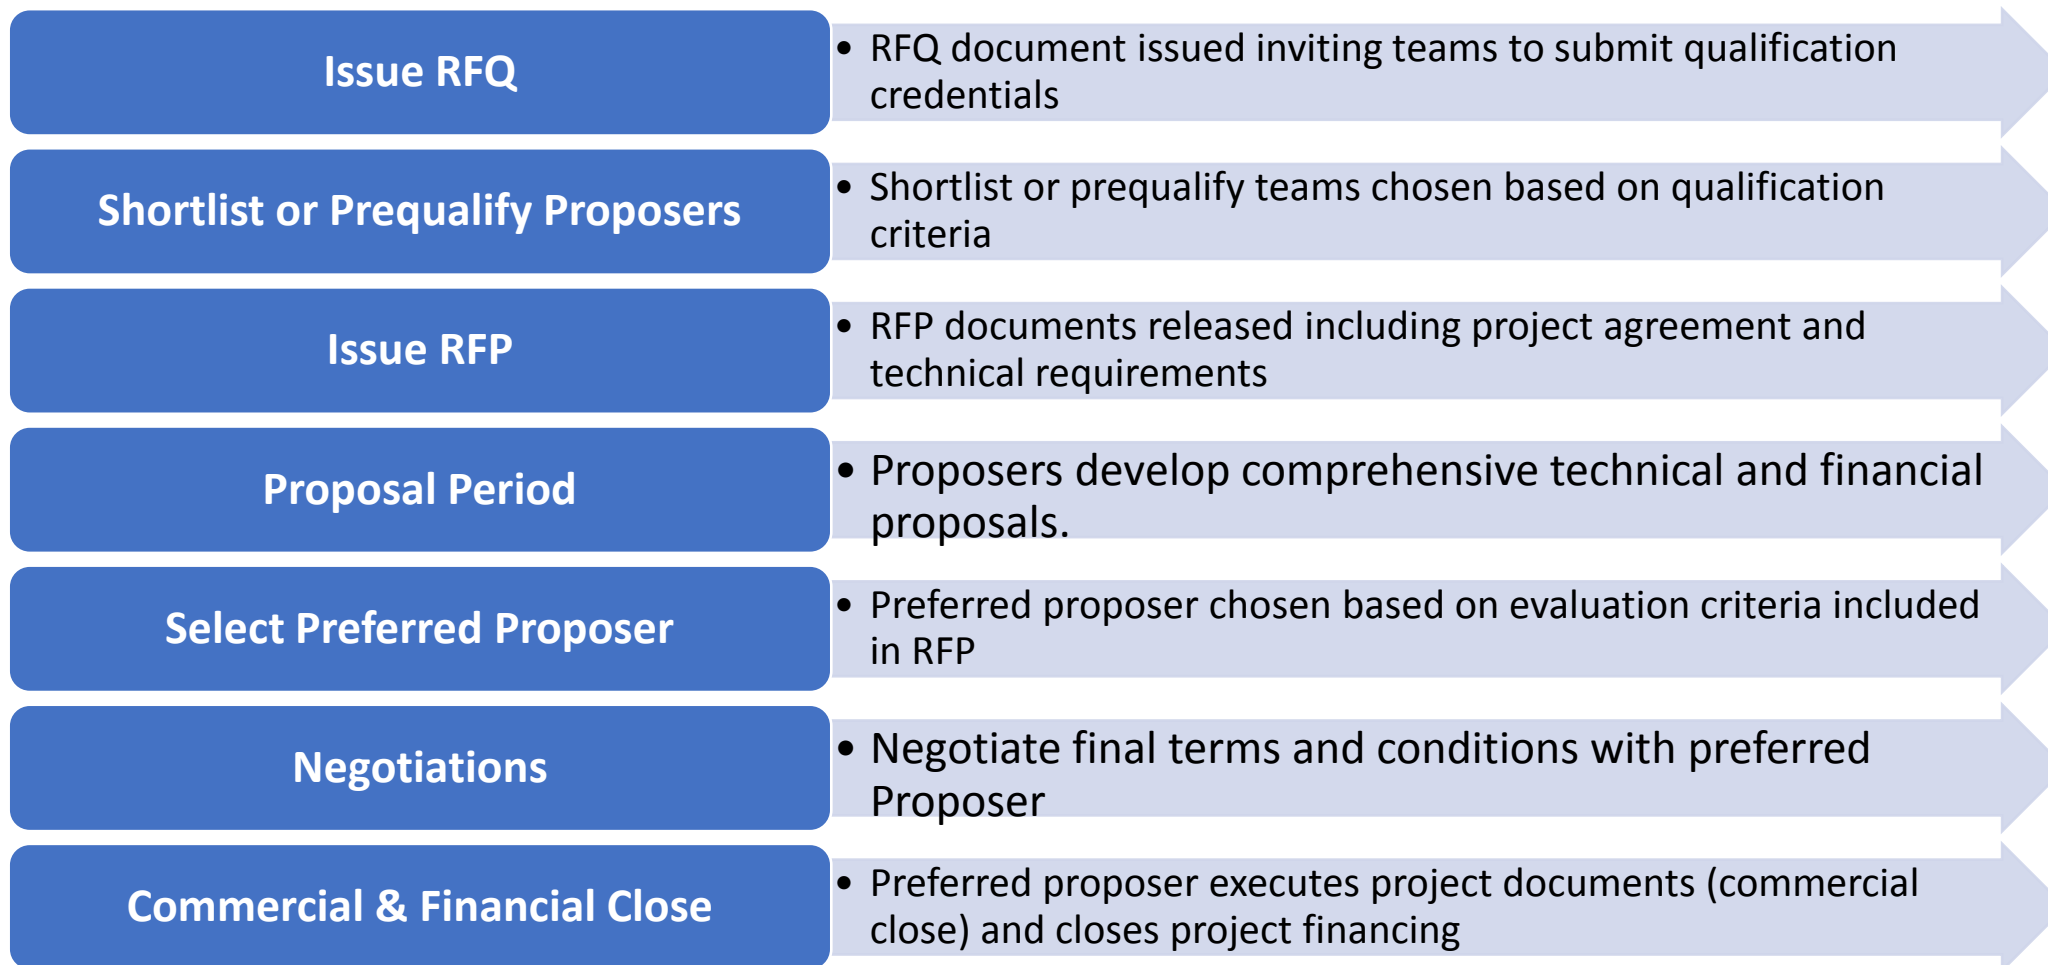 Issue RFQ
• RFQ document issued inviting teams to submit qualification
credentials
Shortlist or Prequalify Proposers
• Shortlist or prequalify teams chosen based on qualification
criteria
Issue RFP
• RFP documents released including project agreement and
technical requirements
Proposal Period
• Proposers develop comprehensive technical and financial
proposals.
Select Preferred Proposer
• Preferred proposer chosen based on evaluation criteria included
in RFP
Negotiations
• Negotiate final terms and conditions with preferred
Proposer
Commercial & Financial Close
• Preferred proposer executes project documents (commercial
close) and closes project financing